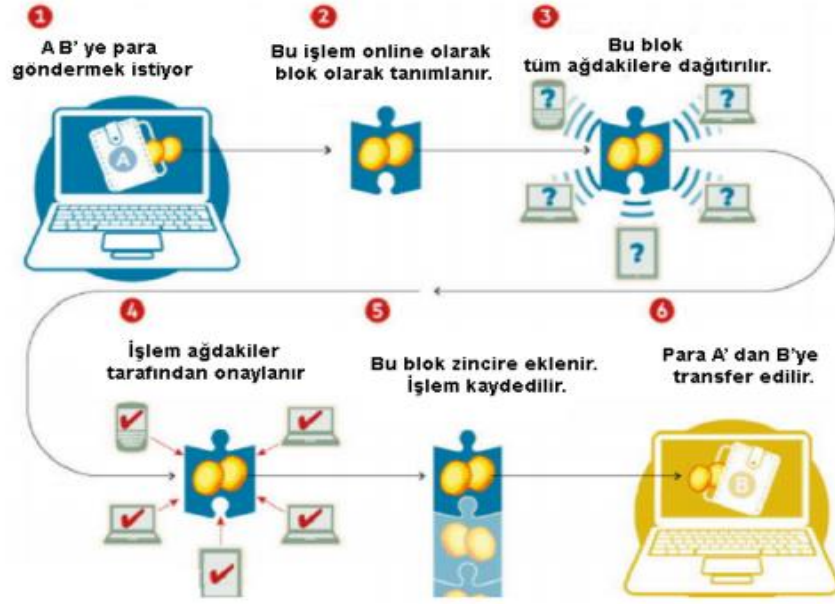 1
A B' ye para
göndermek istiyor
A
2
Bu işlem online olarak
blok olarak tanımlanır.
3
Bu blok
tüm ağdakilere dağıtırılır.
?
?
?
?
?
4
İşlem ağdakiler
tarafından onaylanır
5
Bu blok zincire eklenir.
İşlem kaydedilir.
6
Para A' dan B'ye
transfer edilir.
B